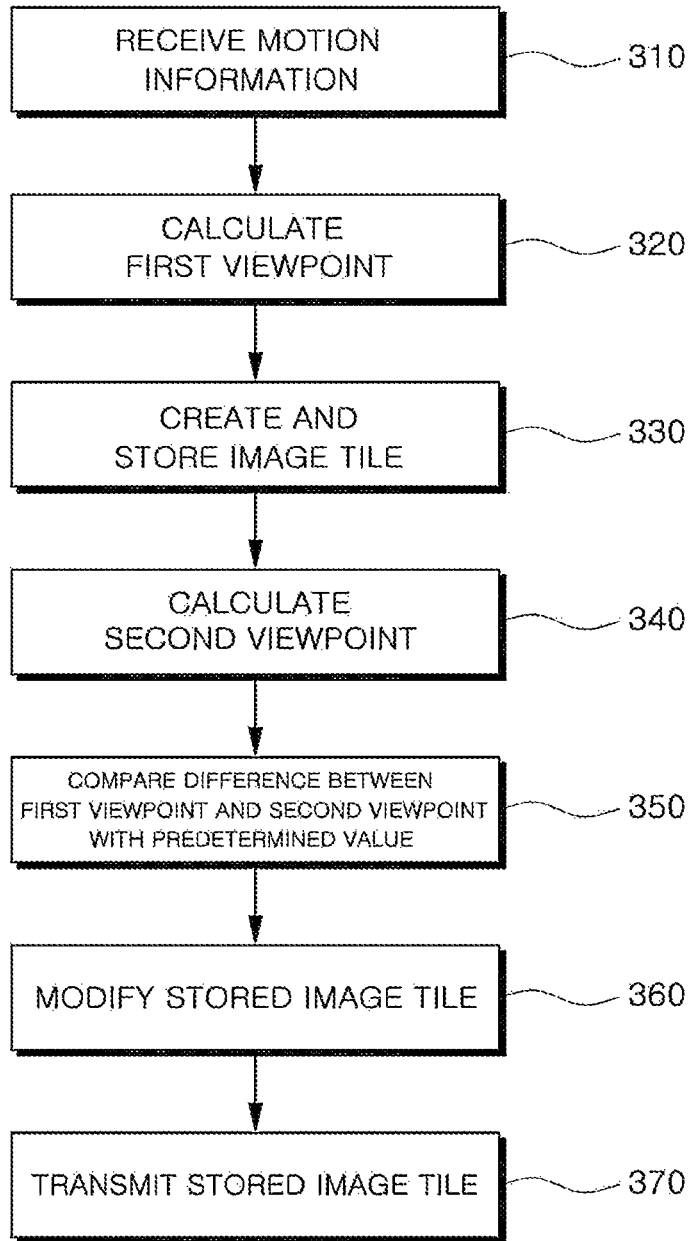 RECEIVE MOTION
INFORMATION
310
CALCULATE
FIRST VIEWPOINT
320
CREATE AND
STORE IMAGE TILE
330
CALCULATE
SECOND VIEWPOINT
340
COMPARE DIFFERENCE BETWEEN
FIRST VIEWPOINT AND SECOND VIEWPOINT
WITH PREDETERMINED VALUE
350
MODIFY STORED IMAGE TILE
360
TRANSMIT STORED IMAGE TILE
370